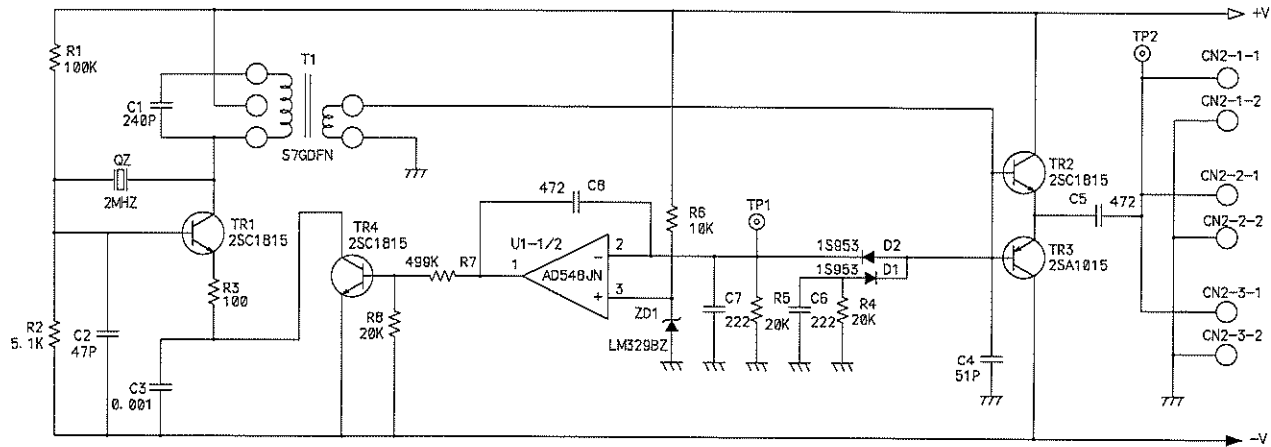 +V
R1
100K
T1
C1
240P
S7GDFN
QZ
2MHZ
TR1
2SC1815
R3
100
R2
5.1K
C2
47P
C3
0.001
TR4
2SC1815
R8
20K
499K
R7
472
C8
U1-1/2
1
AD548JN
2
-
+
3
R6
10K
ZD1
LM329BZ
TP1
C7
222
R5
20K
1S953
D2
1S953
D1
C6
222
R4
20K
C4
51P
TR2
2SC1815
C5
472
TR3
2SA1015
TP2
CN2-1-1
CN2-1-2
CN2-2-1
CN2-2-2
CN2-3-1
CN2-3-2
-V